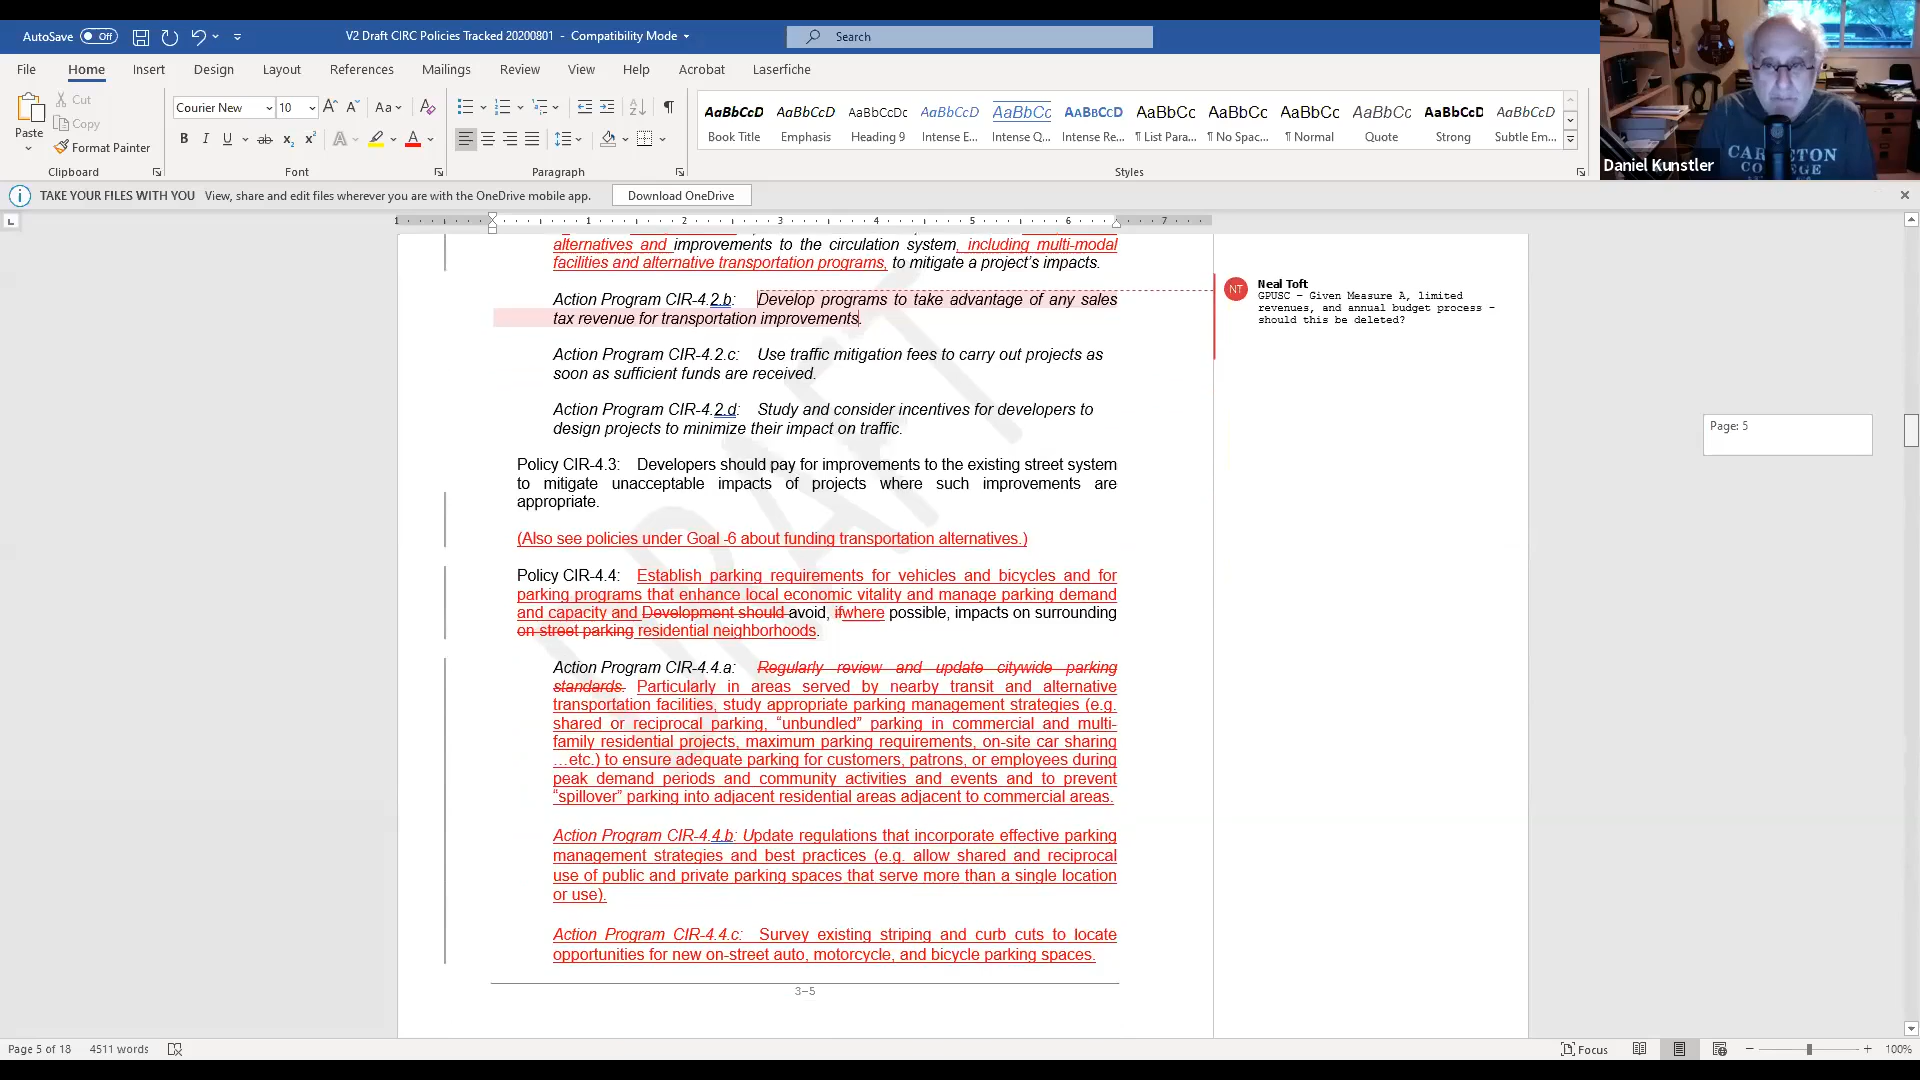 AutoSave Off
V2 Draft CIRC Policies Tracked 20200801 - Compatibility Mode
Search
File Home Insert Design Layout References Mailings Review View Help Acrobat Laserfiche
Paste
Cut
Copy
Format Painter
Clipboard
Courier New 10
Font
Paragraph
AaBbCcD AaBbCcD AaBbCcDc AaBbCcD AaBbCc AaBbCcD AaBbCc AaBbCc AaBbCc AaBbCc AaBbCcD AaBbCcD
Book Title Emphasis Heading 9 Intense E... Intense Q... Intense Re... ¶ List Para... ¶ No Spac... ¶ Normal Quote Strong Subtle Em...
Styles
CARLETON
COLLEGE
Daniel Kunstler
TAKE YOUR FILES WITH YOU View, share and edit files wherever you are with the OneDrive mobile app. Download OneDrive
1 1 2 3 4 5 6 7
alternatives and improvements to the circulation system, including multi-modal
facilities and alternative transportation programs, to mitigate a project's impacts.
Action Program CIR-4.2.b: Develop programs to take advantage of any sales
tax revenue for transportation improvements.
NT Neal Toft
GPUSC – Given Measure A, limited
revenues, and annual budget process –
should this be deleted?
Action Program CIR-4.2.c: Use traffic mitigation fees to carry out projects as
soon as sufficient funds are received.
Action Program CIR-4.2.d: Study and consider incentives for developers to
design projects to minimize their impact on traffic.
Page: 5
Policy CIR-4.3: Developers should pay for improvements to the existing street system
to mitigate unacceptable impacts of projects where such improvements are
appropriate.
(Also see policies under Goal -6 about funding transportation alternatives.)
Policy CIR-4.4: Establish parking requirements for vehicles and bicycles and for
parking programs that enhance local economic vitality and manage parking demand
and capacity and Development should avoid, ifwhere possible, impacts on surrounding
on street parking residential neighborhoods.
Action Program CIR-4.4.a: Regularly review and update citywide parking
standards. Particularly in areas served by nearby transit and alternative
transportation facilities, study appropriate parking management strategies (e.g.
shared or reciprocal parking, “unbundled” parking in commercial and multi-
family residential projects, maximum parking requirements, on-site car sharing
…etc.) to ensure adequate parking for customers, patrons, or employees during
peak demand periods and community activities and events and to prevent
“spillover” parking into adjacent residential areas adjacent to commercial areas.
Action Program CIR-4.4.b: Update regulations that incorporate effective parking
management strategies and best practices (e.g. allow shared and reciprocal
use of public and private parking spaces that serve more than a single location
or use).
Action Program CIR-4.4.c: Survey existing striping and curb cuts to locate
opportunities for new on-street auto, motorcycle, and bicycle parking spaces.
3–5
DRAFT
Page 5 of 18 4511 words
Focus
100%